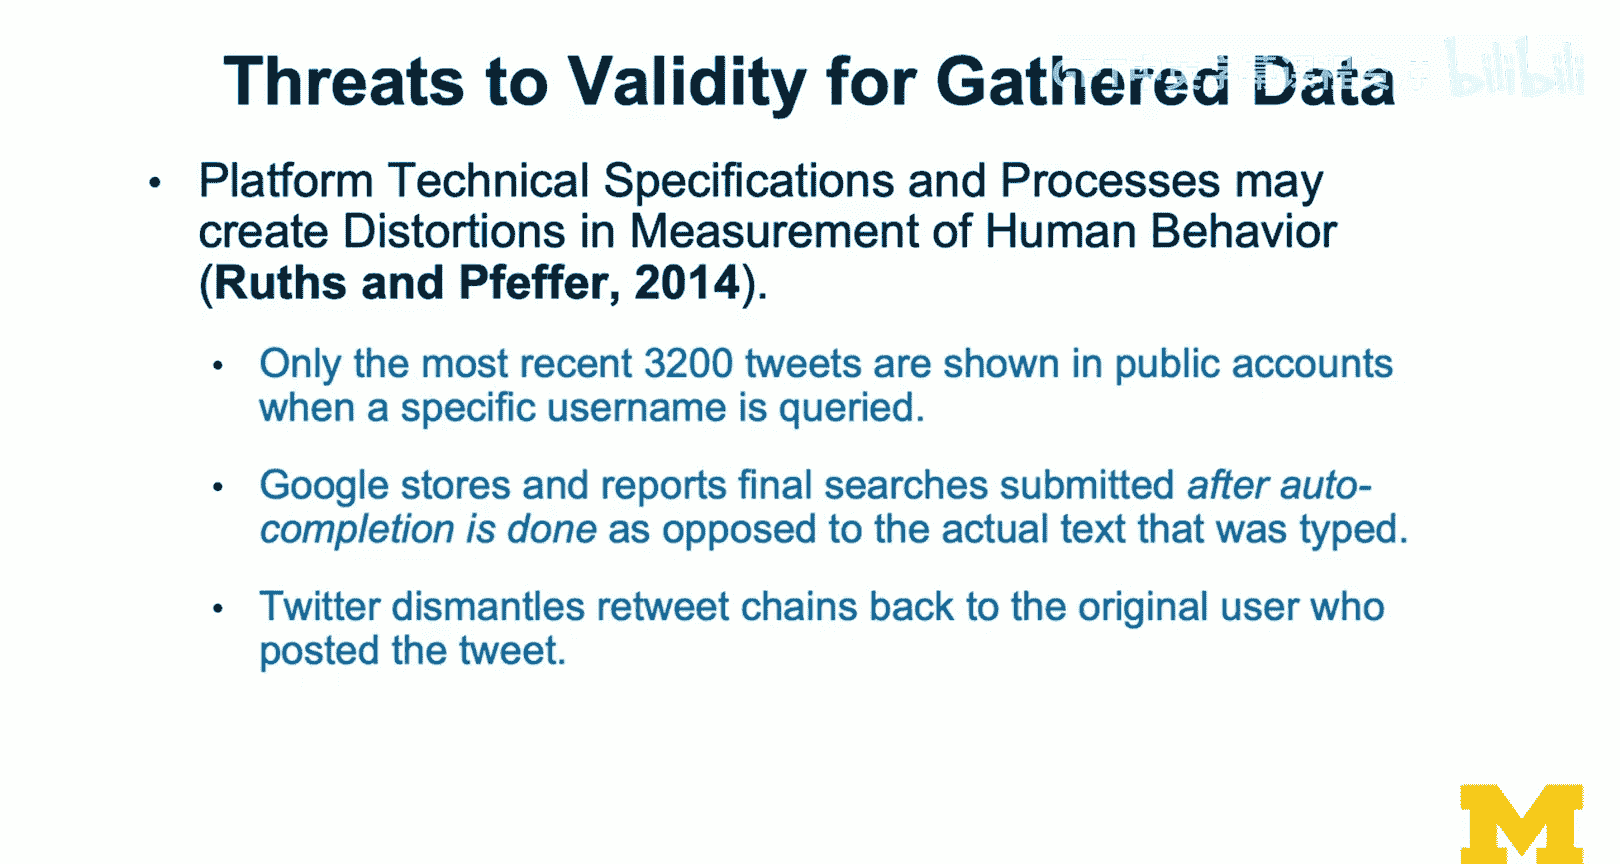 Threats to Validity for Gathered Data
bilibili
• Platform Technical Specifications and Processes may
create Distortions in Measurement of Human Behavior
(Ruths and Pfeffer, 2014).
• Only the most recent 3200 tweets are shown in public accounts
when a specific username is queried.
• Google stores and reports final searches submitted after auto-
completion is done as opposed to the actual text that was typed.
• Twitter dismantles retweet chains back to the original user who
posted the tweet.
M